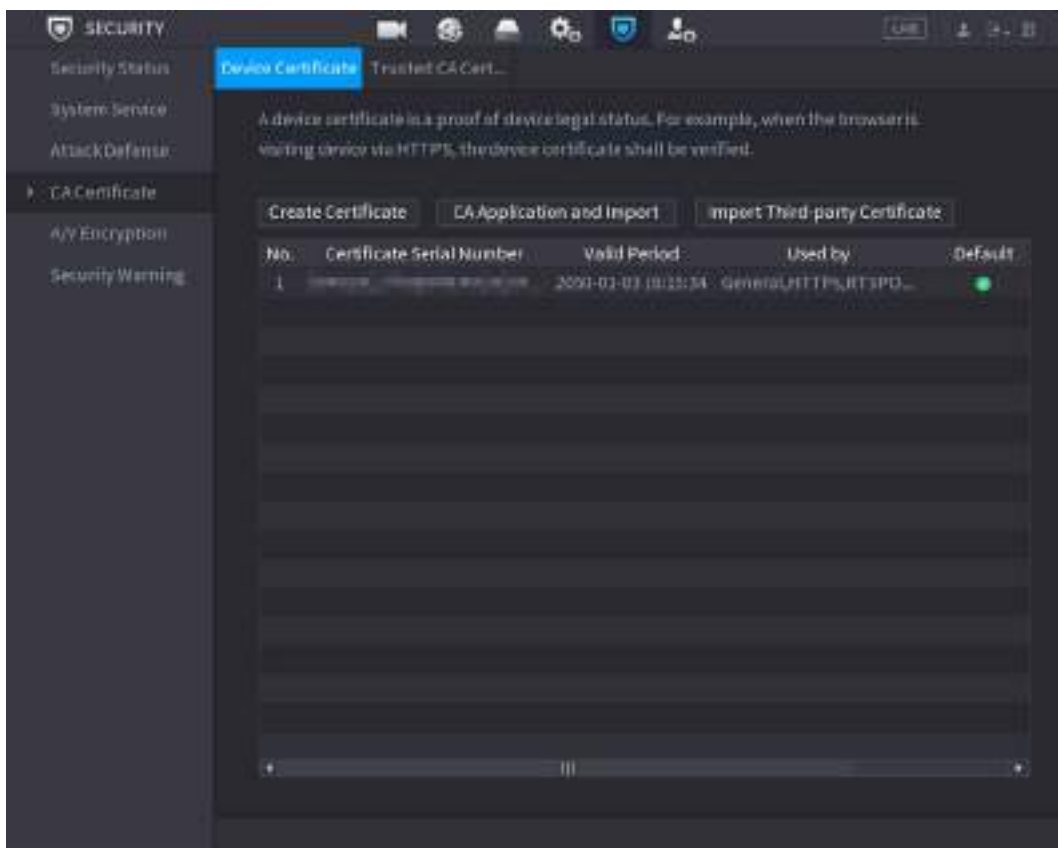 SECURITY
LIVE
Security Status
System Service
Attack Defense
CA Certificate
A/V Encryption
Security Warning
Device Certificate
Trusted CA Cert...
A device certificate is a proof of device legal status. For example, when the browser is
visiting device via HTTPS, the device certificate shall be verified.
Create Certificate
CA Application and Import
Import Third-party Certificate
No. Certificate Serial Number Valid Period Used by Default
1 General,HTTPS,RTSPO...